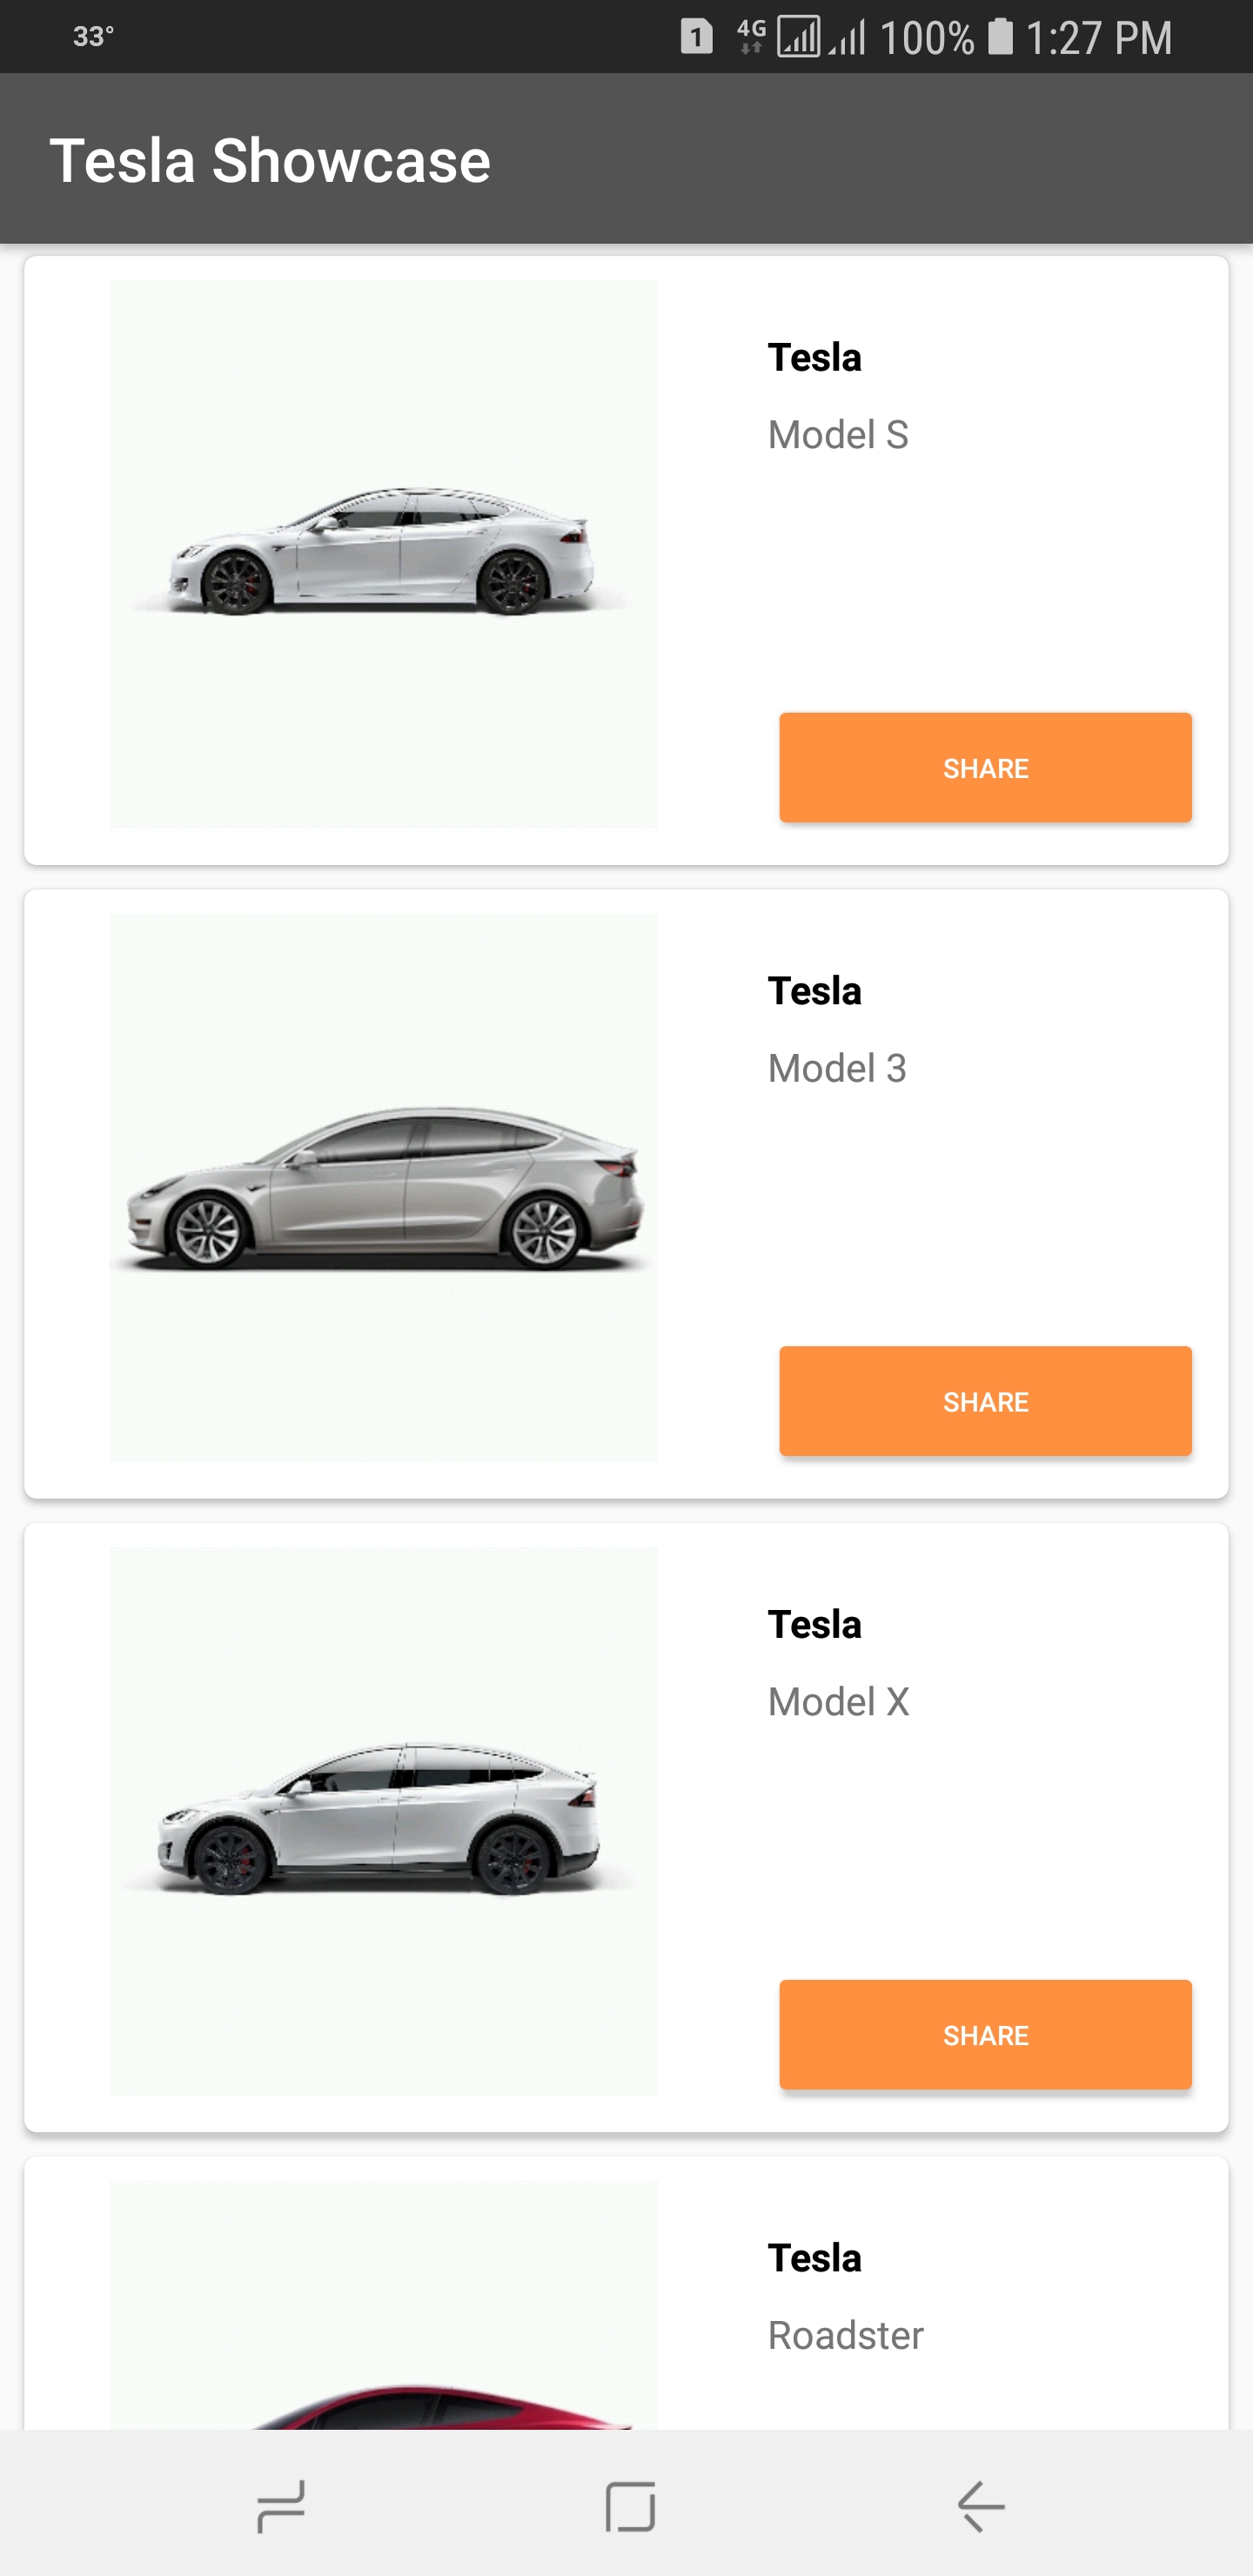 33°
1 4G 100% 1:27 PM
Tesla Showcase
Tesla
Model S
SHARE
Tesla
Model 3
SHARE
Tesla
Model X
SHARE
Tesla
Roadster